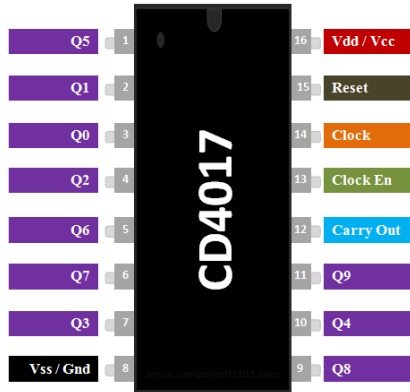 Q5 1 16 Vdd / Vcc
Q1 2 15 Reset
Q0 3 14 Clock
Q2 4 13 Clock En
Q6 5 12 Carry Out
Q7 6 11 Q9
Q3 7 10 Q4
Vss / Gnd 8 9 Q8
CD4017
www.components101.com